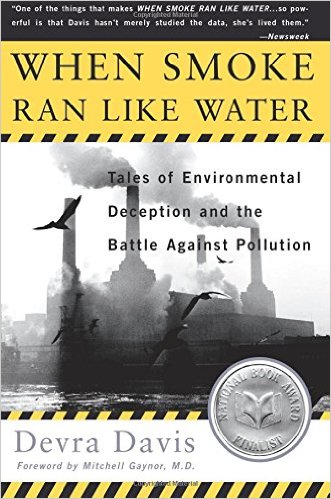 "One of the things that makes WHEN SMOKE RAN LIKE WATER...so pow-
erful is that Davis hasn't merely studied the data, she's lived them."
—Newsweek
WHEN SMOKE
RAN LIKE WATER
Tales of Environmental
Deception and the
Battle Against Pollution
NATIONAL BOOK AWARD
FINALIST
Devra Davis
Foreword by Mitchell Gaynor, M.D.